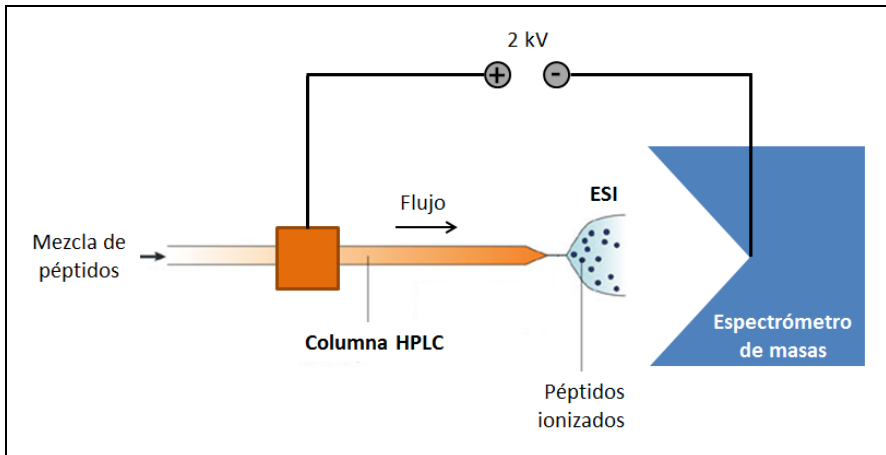 2 kV
+
-
ESI
Flujo
Mezcla de
péptidos
Columna HPLC
Espectrómetro
de masas
Péptidos
ionizados